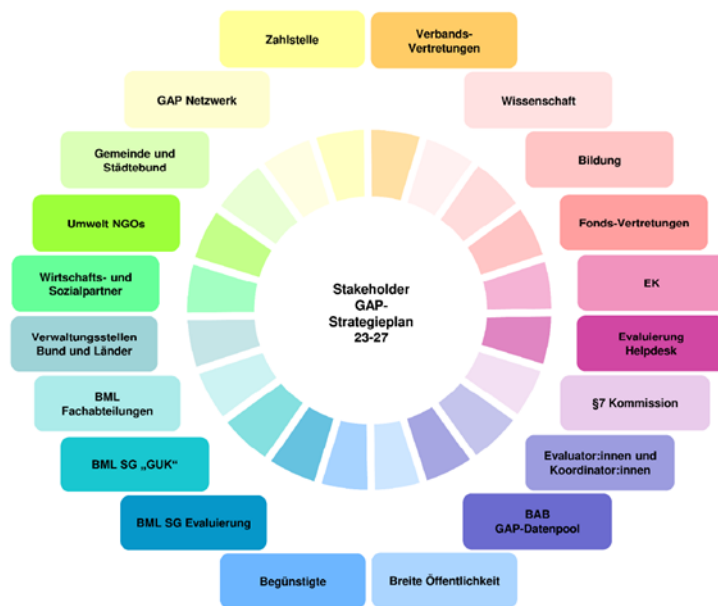 Zahlstelle
Verbands-
Vertretungen
GAP Netzwerk
Wissenschaft
Gemeinde und
Städtebund
Bildung
Umwelt NGOs
Fonds-Vertretungen
Wirtschafts- und
Sozialpartner
EK
Stakeholder
GAP-
Strategieplan
23-27
Verwaltungsstellen
Bund und Länder
Evaluierung
Helpdesk
BML
Fachabteilungen
§7 Kommission
BML SG „GUK“
Evaluator:innen und
Koordinator:innen
BML SG Evaluierung
BAB
GAP-Datenpool
Begünstigte
Breite Öffentlichkeit